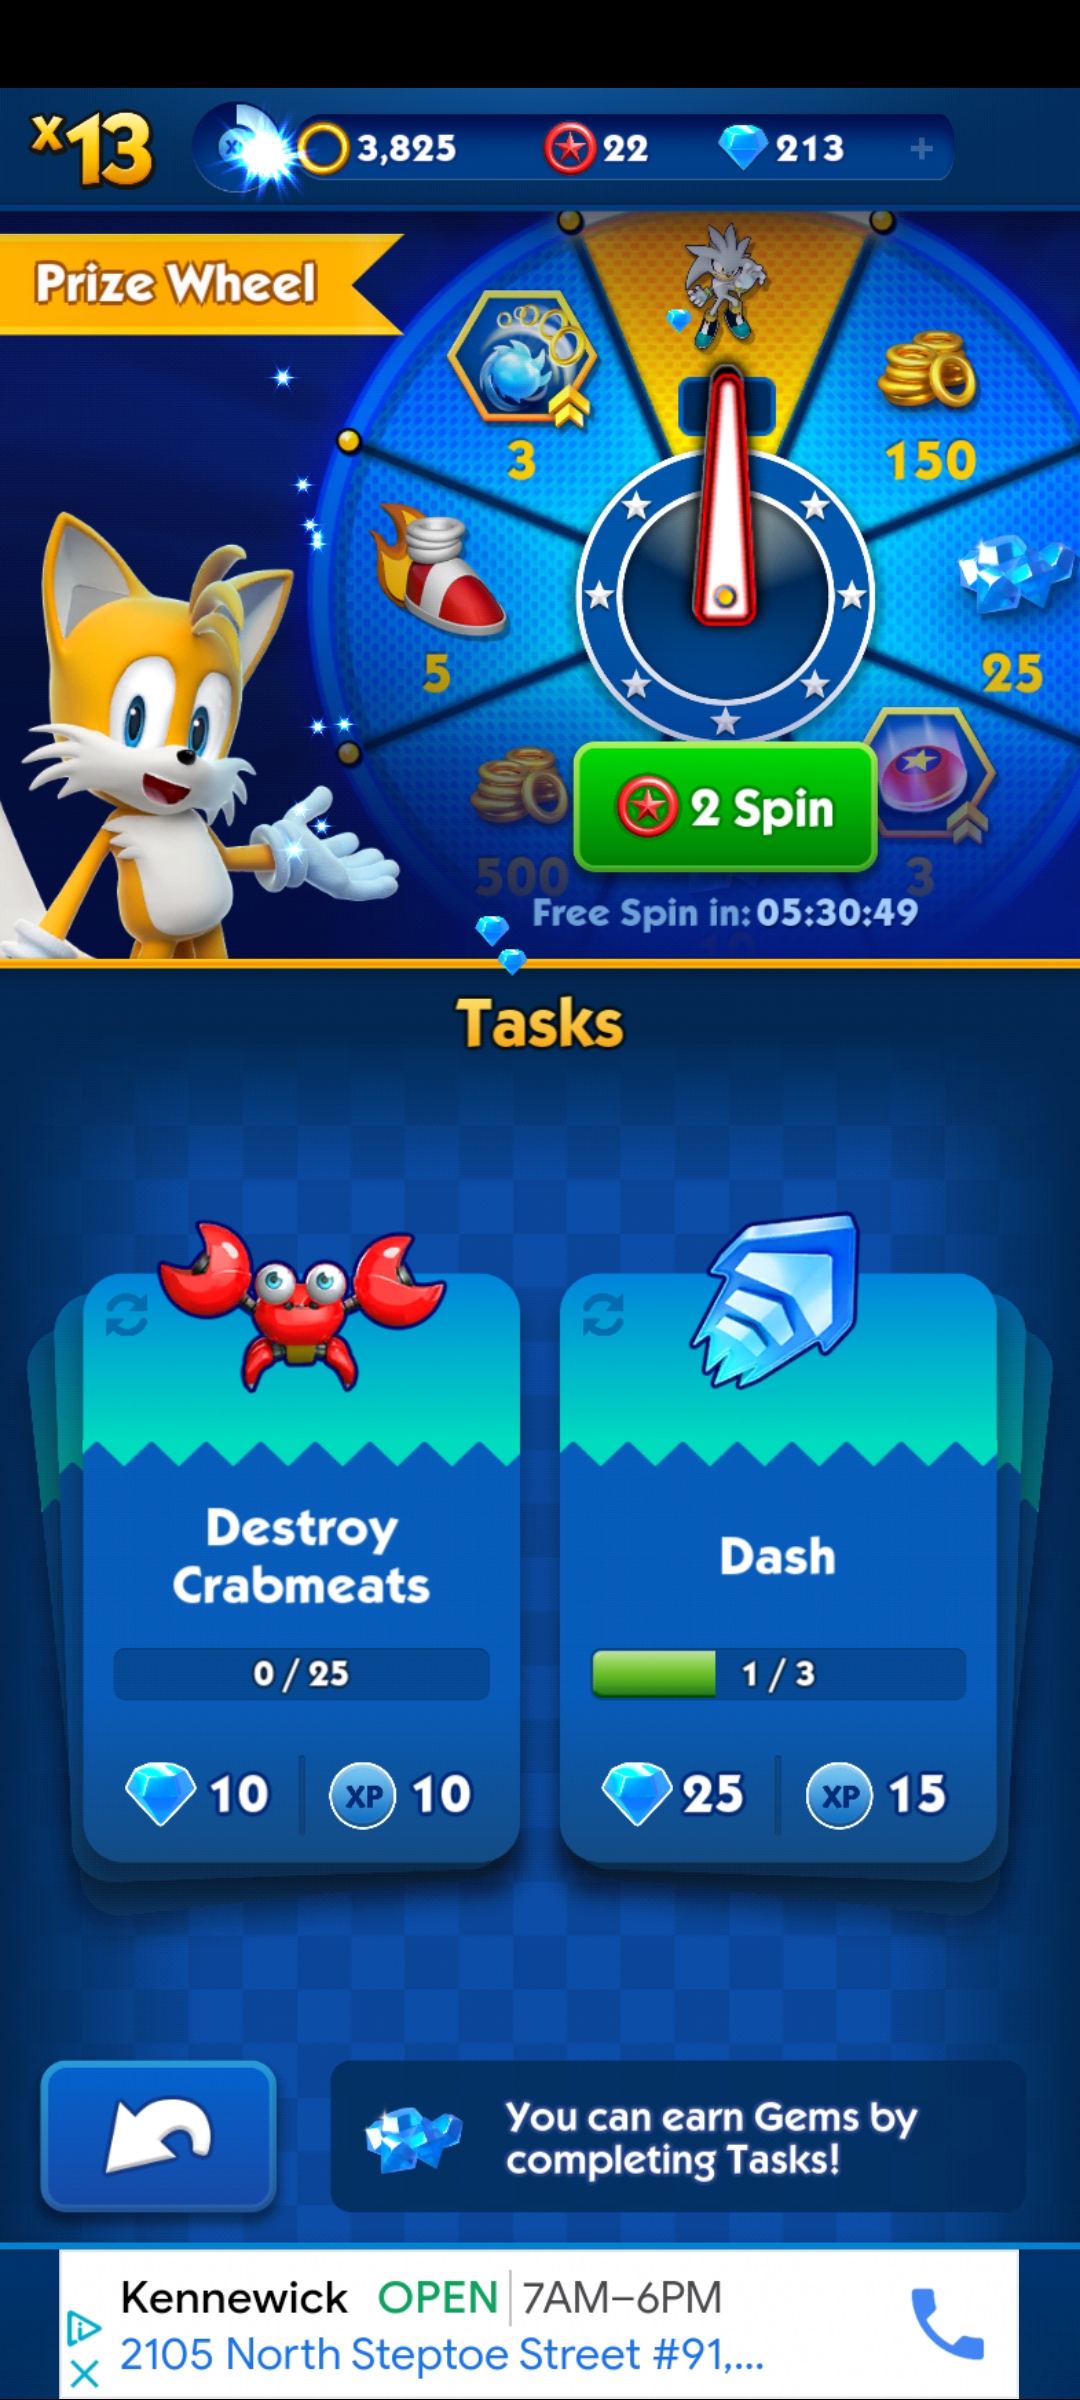 x13
3,825
22
213
+
Prize Wheel
3
150
5
25
2 Spin
500
3
Free Spin in: 05:30:49
Tasks
Destroy
Crabmeats
0 / 25
10
XP
10
Dash
1 / 3
25
XP
15
You can earn Gems by
completing Tasks!
Kennewick OPEN 7AM–6PM
2105 North Steptoe Street #91,...